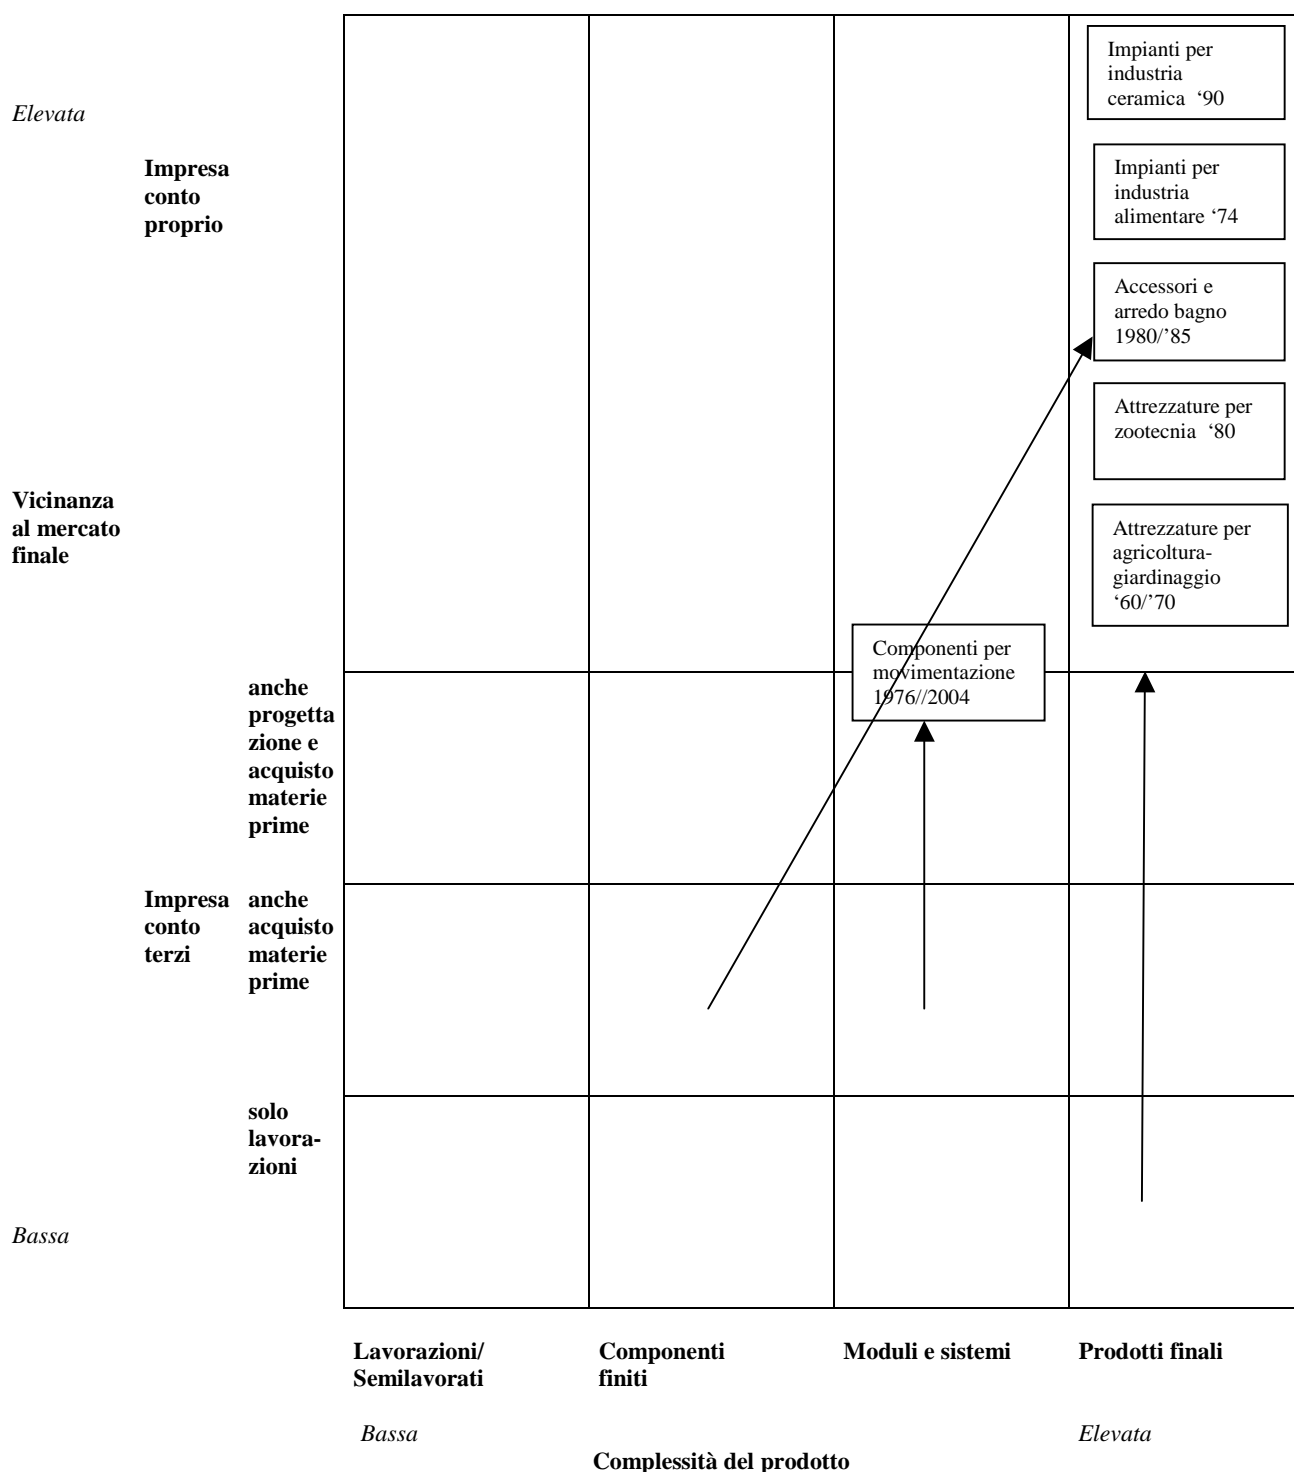 Impianti per
industria
ceramica ‘90
Elevata
Impresa
conto
proprio
Impianti per
industria
alimentare ‘74
Accessori e
arredo bagno
1980/’85
Attrezzature per
zootecnia ‘80
Vicinanza
al mercato
finale
Attrezzature per
agricoltura-
giardinaggio
‘60/’70
Componenti per
movimentazione
1976//2004
anche
progetta
zione e
acquisto
materie
prime
Impresa
conto
terzi
anche
acquisto
materie
prime
solo
lavora-
zioni
Bassa
Lavorazioni/
Semilavorati
Componenti
finiti
Moduli e sistemi
Prodotti finali
Bassa
Elevata
Complessità del prodotto